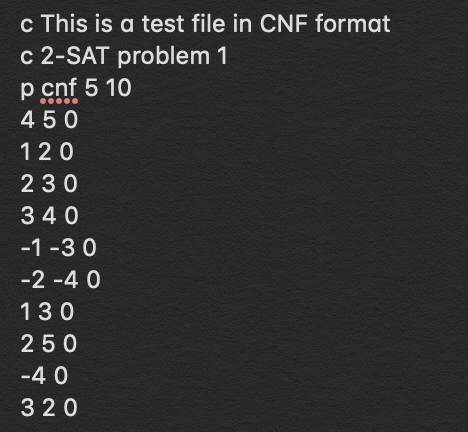 c This is a test file in CNF format
c 2-SAT problem 1
p cnf 5 10
4 5 0
1 2 0
2 3 0
3 4 0
-1 -3 0
-2 -4 0
1 3 0
2 5 0
-4 0
3 2 0